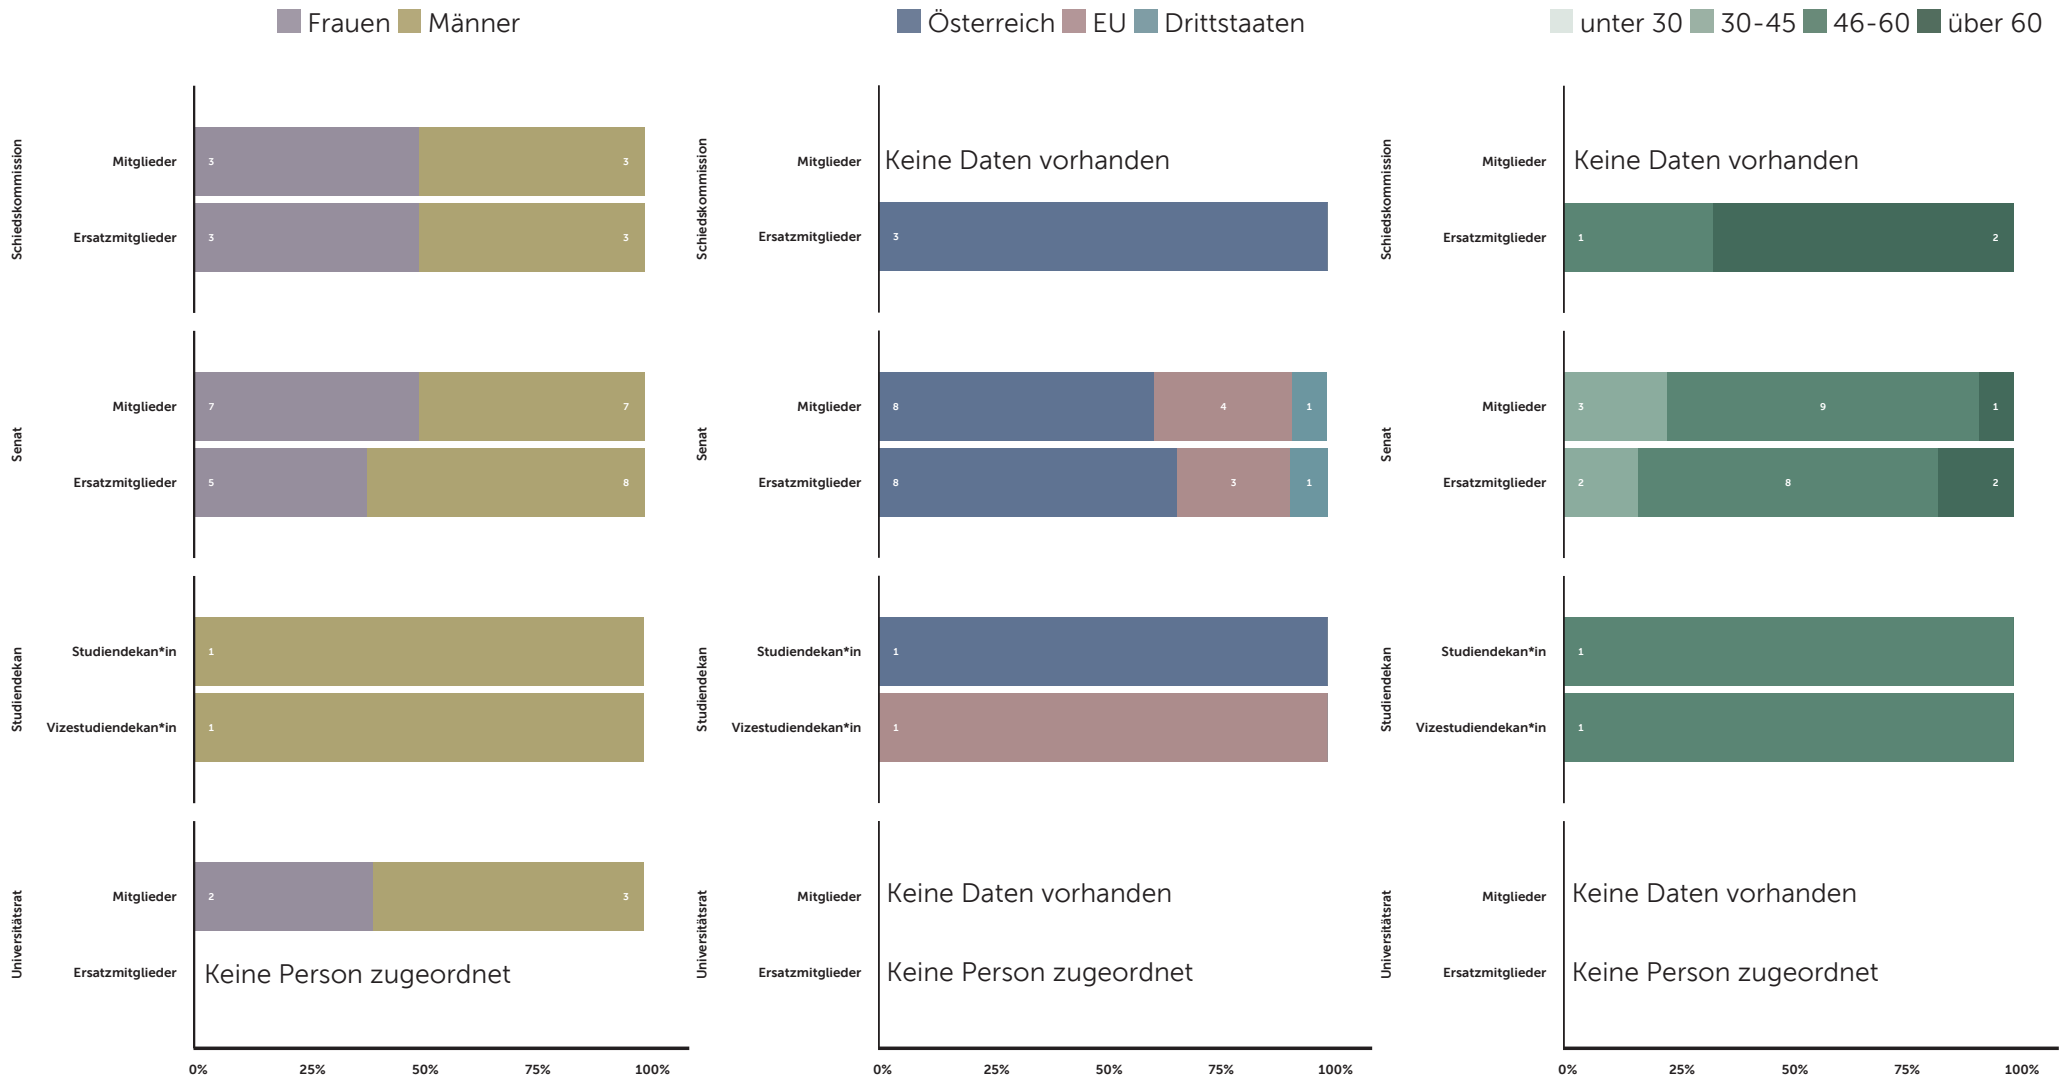 Frauen Männer
Schiedskommission
Mitglieder 3 3
Ersatzmitglieder 3 3
Senat
Mitglieder 7 7
Ersatzmitglieder 5 8
Studiendekan
Studiendekan*in 1
Vizestudiendekan*in 1
Universitätsrat
Mitglieder 2 3
Ersatzmitglieder Keine Person zugeordnet
0% 25% 50% 75% 100%
Österreich EU Drittstaaten
Schiedskommission
Mitglieder Keine Daten vorhanden
Ersatzmitglieder 3
Senat
Mitglieder 8 4 1
Ersatzmitglieder 8 3 1
Studiendekan
Studiendekan*in 1
Vizestudiendekan*in 1
Universitätsrat
Mitglieder Keine Daten vorhanden
Ersatzmitglieder Keine Person zugeordnet
0% 25% 50% 75% 100%
unter 30 30-45 46-60 über 60
Schiedskommission
Mitglieder Keine Daten vorhanden
Ersatzmitglieder 1 2
Senat
Mitglieder 3 9 1
Ersatzmitglieder 2 8 2
Studiendekan
Studiendekan*in 1
Vizestudiendekan*in 1
Universitätsrat
Mitglieder Keine Daten vorhanden
Ersatzmitglieder Keine Person zugeordnet
0% 25% 50% 75% 100%